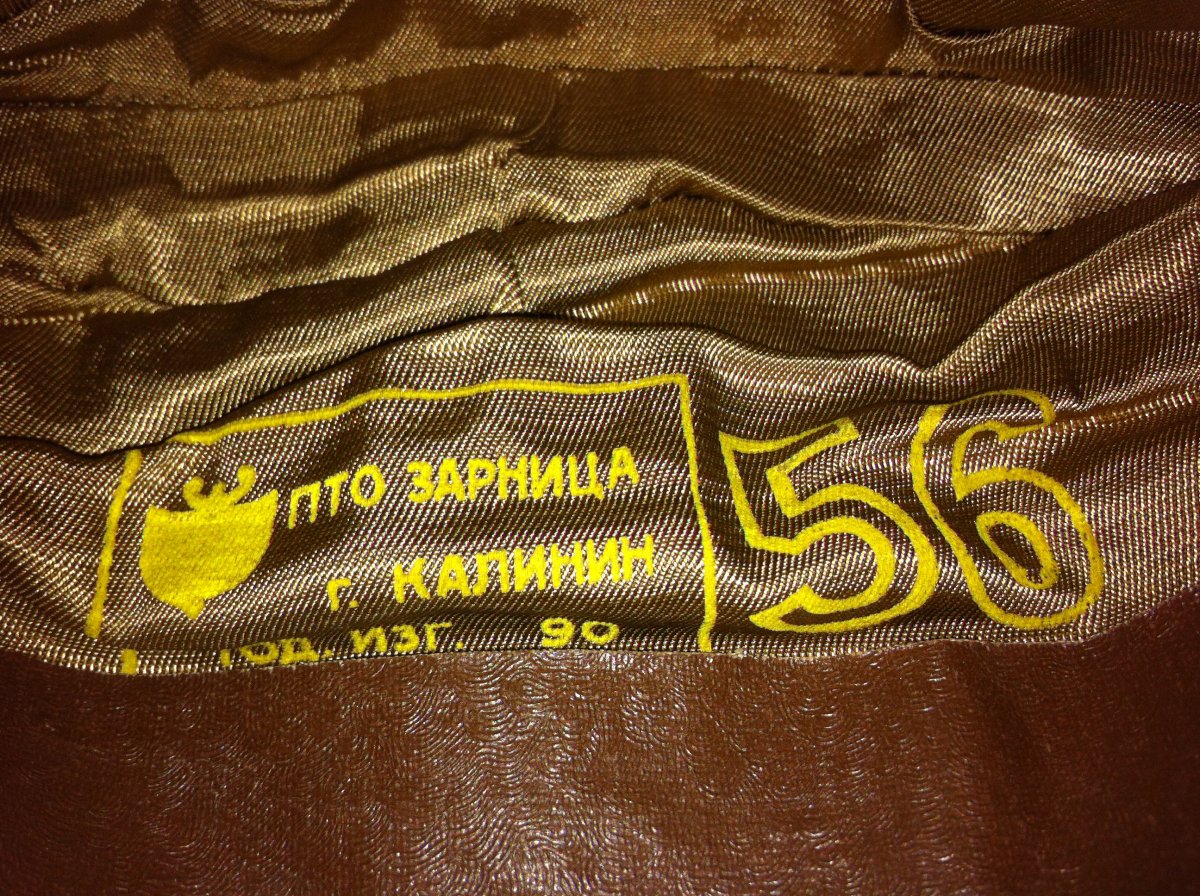 ПТО ЗАРНИЦА
Г. КАЛИНИН
ГОД. ИЗГ. 90
56